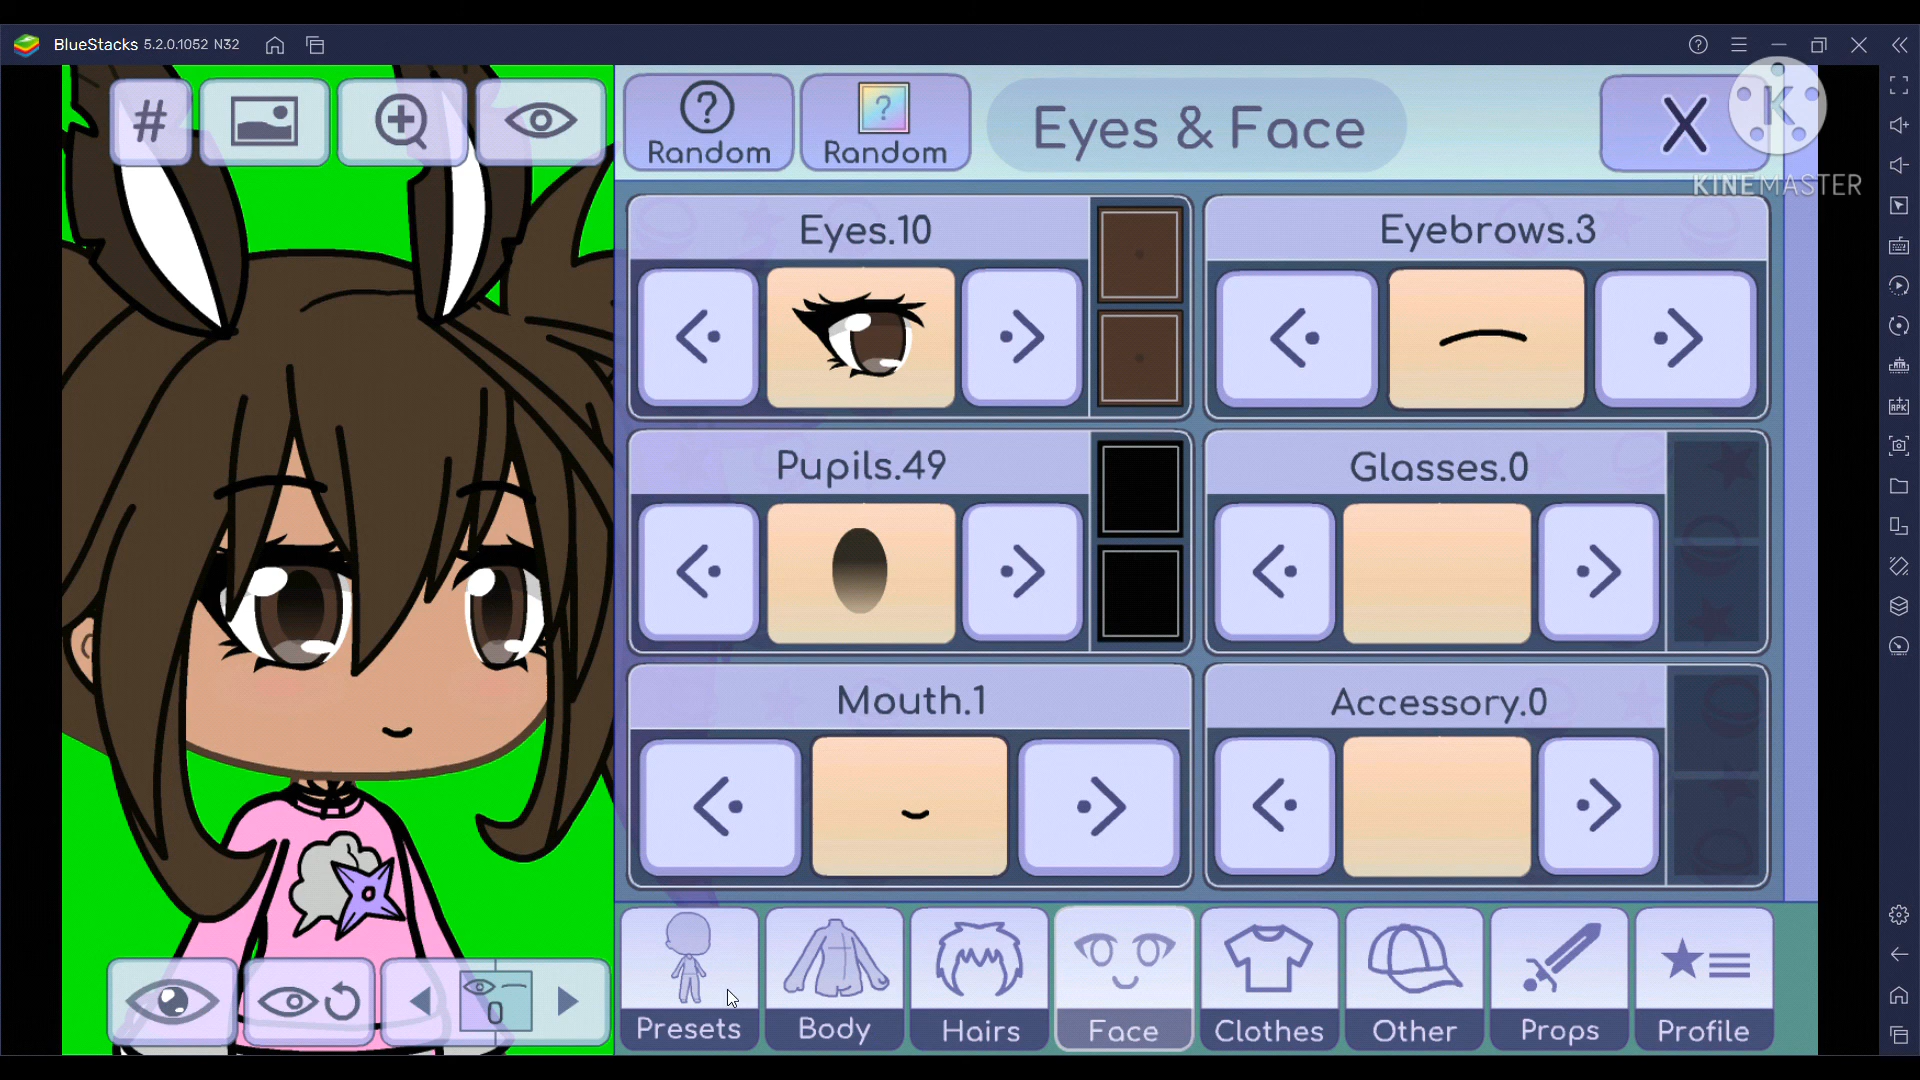 BlueStacks 5.2.0.1052 N32
#
? Random
? Random
Eyes & Face
X
K
KINEMASTER
Eyes.10
Eyebrows.3
Pupils.49
Glasses.0
Mouth.1
Accessory.0
0
Presets
Body
Hairs
Face
Clothes
Other
Props
Profile